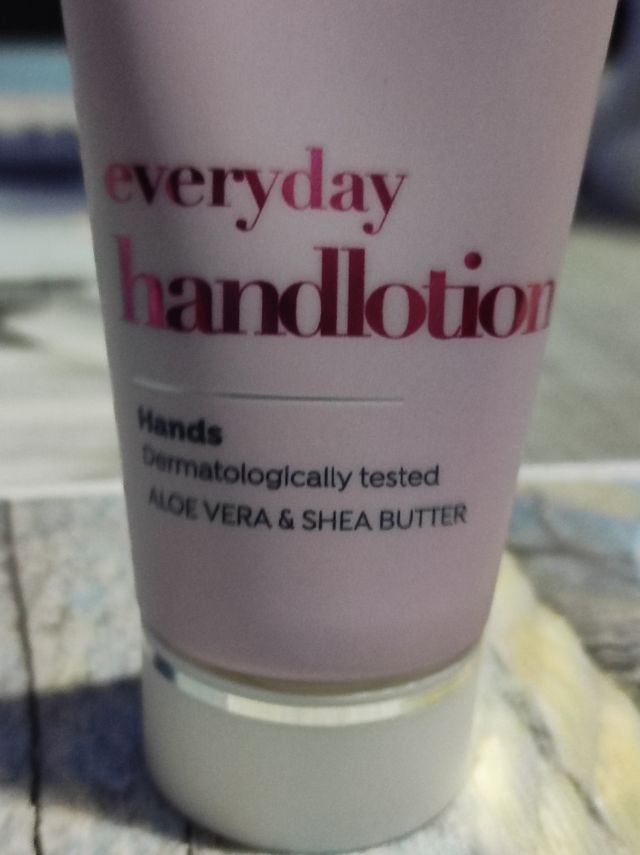 everyday
handlotion
Hands
Dermatologically tested
ALOE VERA & SHEA BUTTER